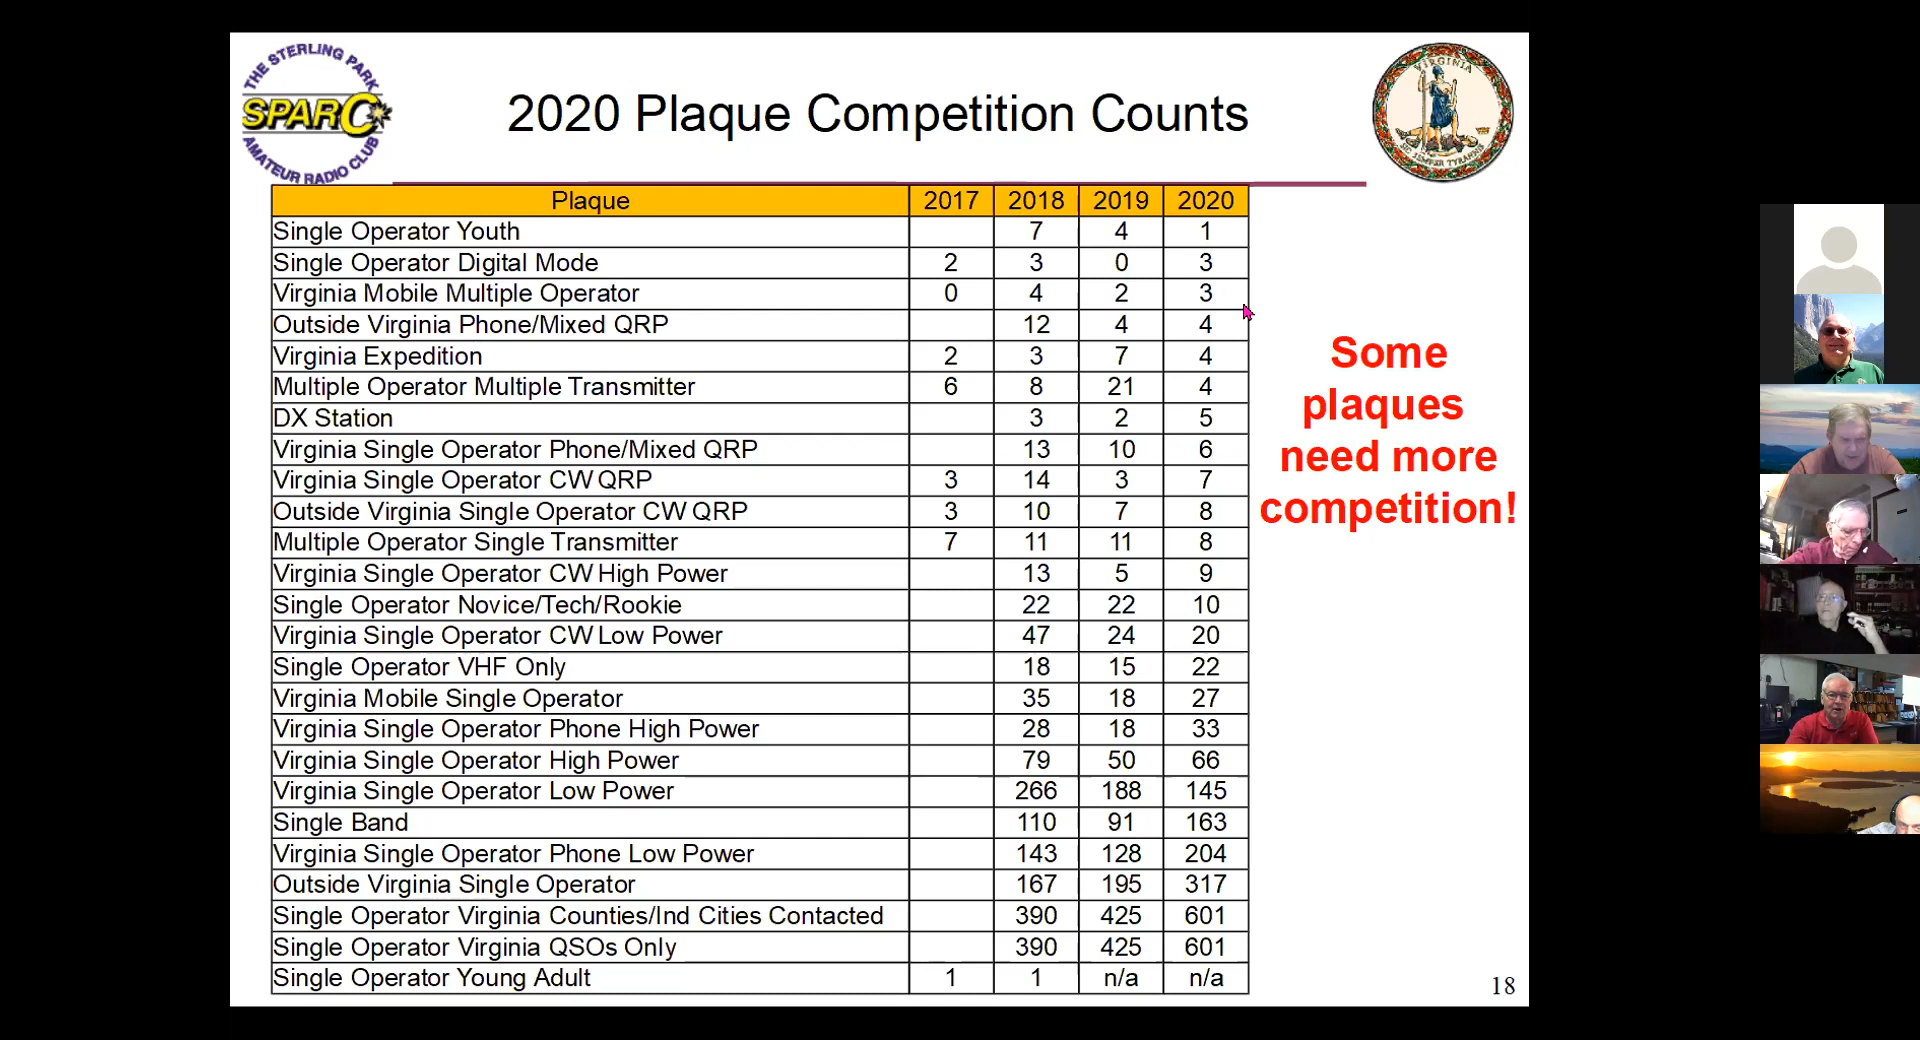 THE STERLING PARK
SPARC
AMATEUR RADIO CLUB
2020 Plaque Competition Counts
VIRGINIA
SIC SEMPER TYRANNIS
Plaque 2017 2018 2019 2020
Single Operator Youth 7 4 1
Single Operator Digital Mode 2 3 0 3
Virginia Mobile Multiple Operator 0 4 2 3
Outside Virginia Phone/Mixed QRP 12 4 4
Virginia Expedition 2 3 7 4
Multiple Operator Multiple Transmitter 6 8 21 4
DX Station 3 2 5
Virginia Single Operator Phone/Mixed QRP 13 10 6
Virginia Single Operator CW QRP 3 14 3 7
Outside Virginia Single Operator CW QRP 3 10 7 8
Multiple Operator Single Transmitter 7 11 11 8
Virginia Single Operator CW High Power 13 5 9
Single Operator Novice/Tech/Rookie 22 22 10
Virginia Single Operator CW Low Power 47 24 20
Single Operator VHF Only 18 15 22
Virginia Mobile Single Operator 35 18 27
Virginia Single Operator Phone High Power 28 18 33
Virginia Single Operator High Power 79 50 66
Virginia Single Operator Low Power 266 188 145
Single Band 110 91 163
Virginia Single Operator Phone Low Power 143 128 204
Outside Virginia Single Operator 167 195 317
Single Operator Virginia Counties/Ind Cities Contacted 390 425 601
Single Operator Virginia QSOs Only 390 425 601
Single Operator Young Adult 1 1 n/a n/a
Some
plaques
need more
competition!
18